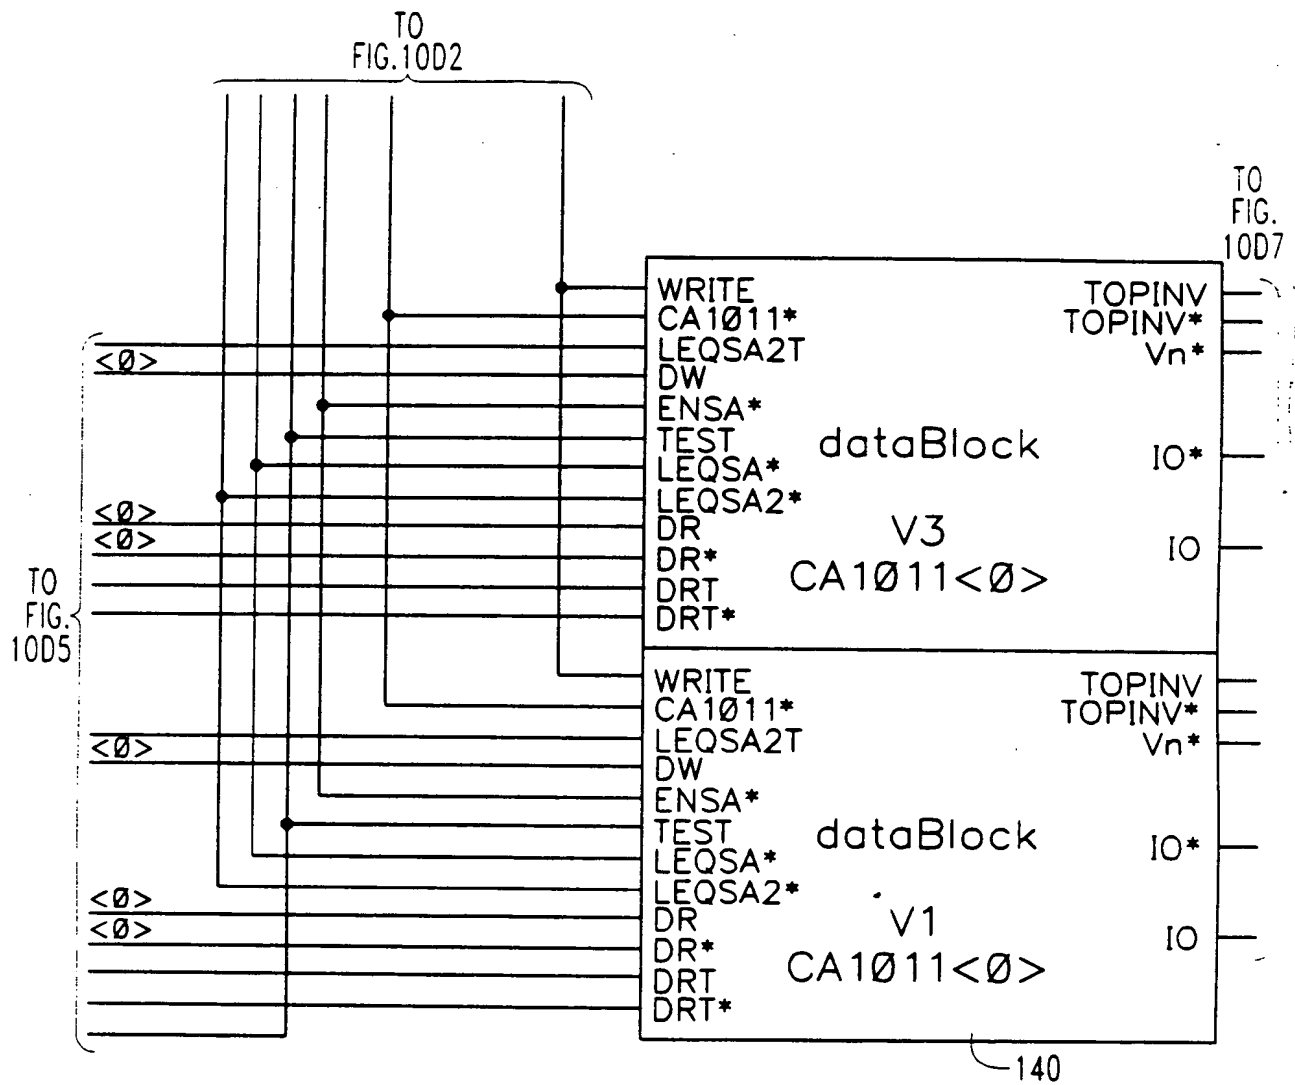 TO
FIG.10D2
TO
FIG.
10D7
WRITE
CA1Ø11*
LEQSA2T
<Ø>
DW
ENSA*
TEST
LEQSA*
LEQSA2*
<Ø>
DR
<Ø>
DR*
DRT
DRT*
TOPINV
TOPINV*
Vn*
IO*
IO
dataBlock
V3
CA1Ø11<Ø>
TO
FIG.
10D5
WRITE
CA1Ø11*
LEQSA2T
<Ø>
DW
ENSA*
TEST
LEQSA*
LEQSA2*
<Ø>
DR
<Ø>
DR*
DRT
DRT*
TOPINV
TOPINV*
Vn*
IO*
IO
dataBlock
V1
CA1Ø11<Ø>
140